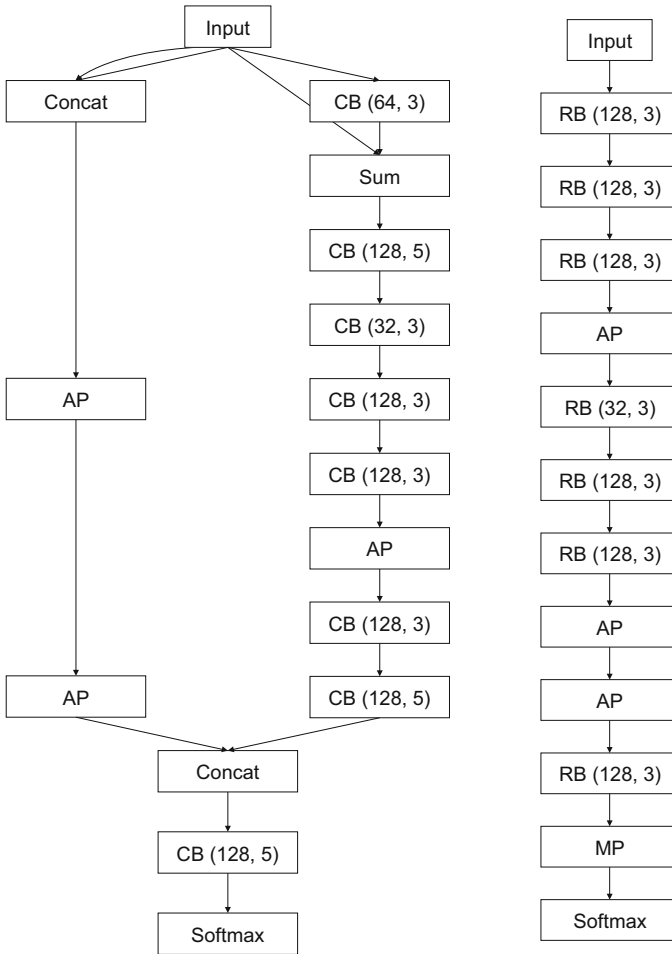 Input
Concat
CB (64, 3)
Sum
CB (128, 5)
CB (32, 3)
AP
CB (128, 3)
CB (128, 3)
AP
CB (128, 3)
AP
CB (128, 5)
Concat
CB (128, 5)
Softmax
Input
RB (128, 3)
RB (128, 3)
RB (128, 3)
AP
RB (32, 3)
RB (128, 3)
RB (128, 3)
AP
AP
RB (128, 3)
MP
Softmax